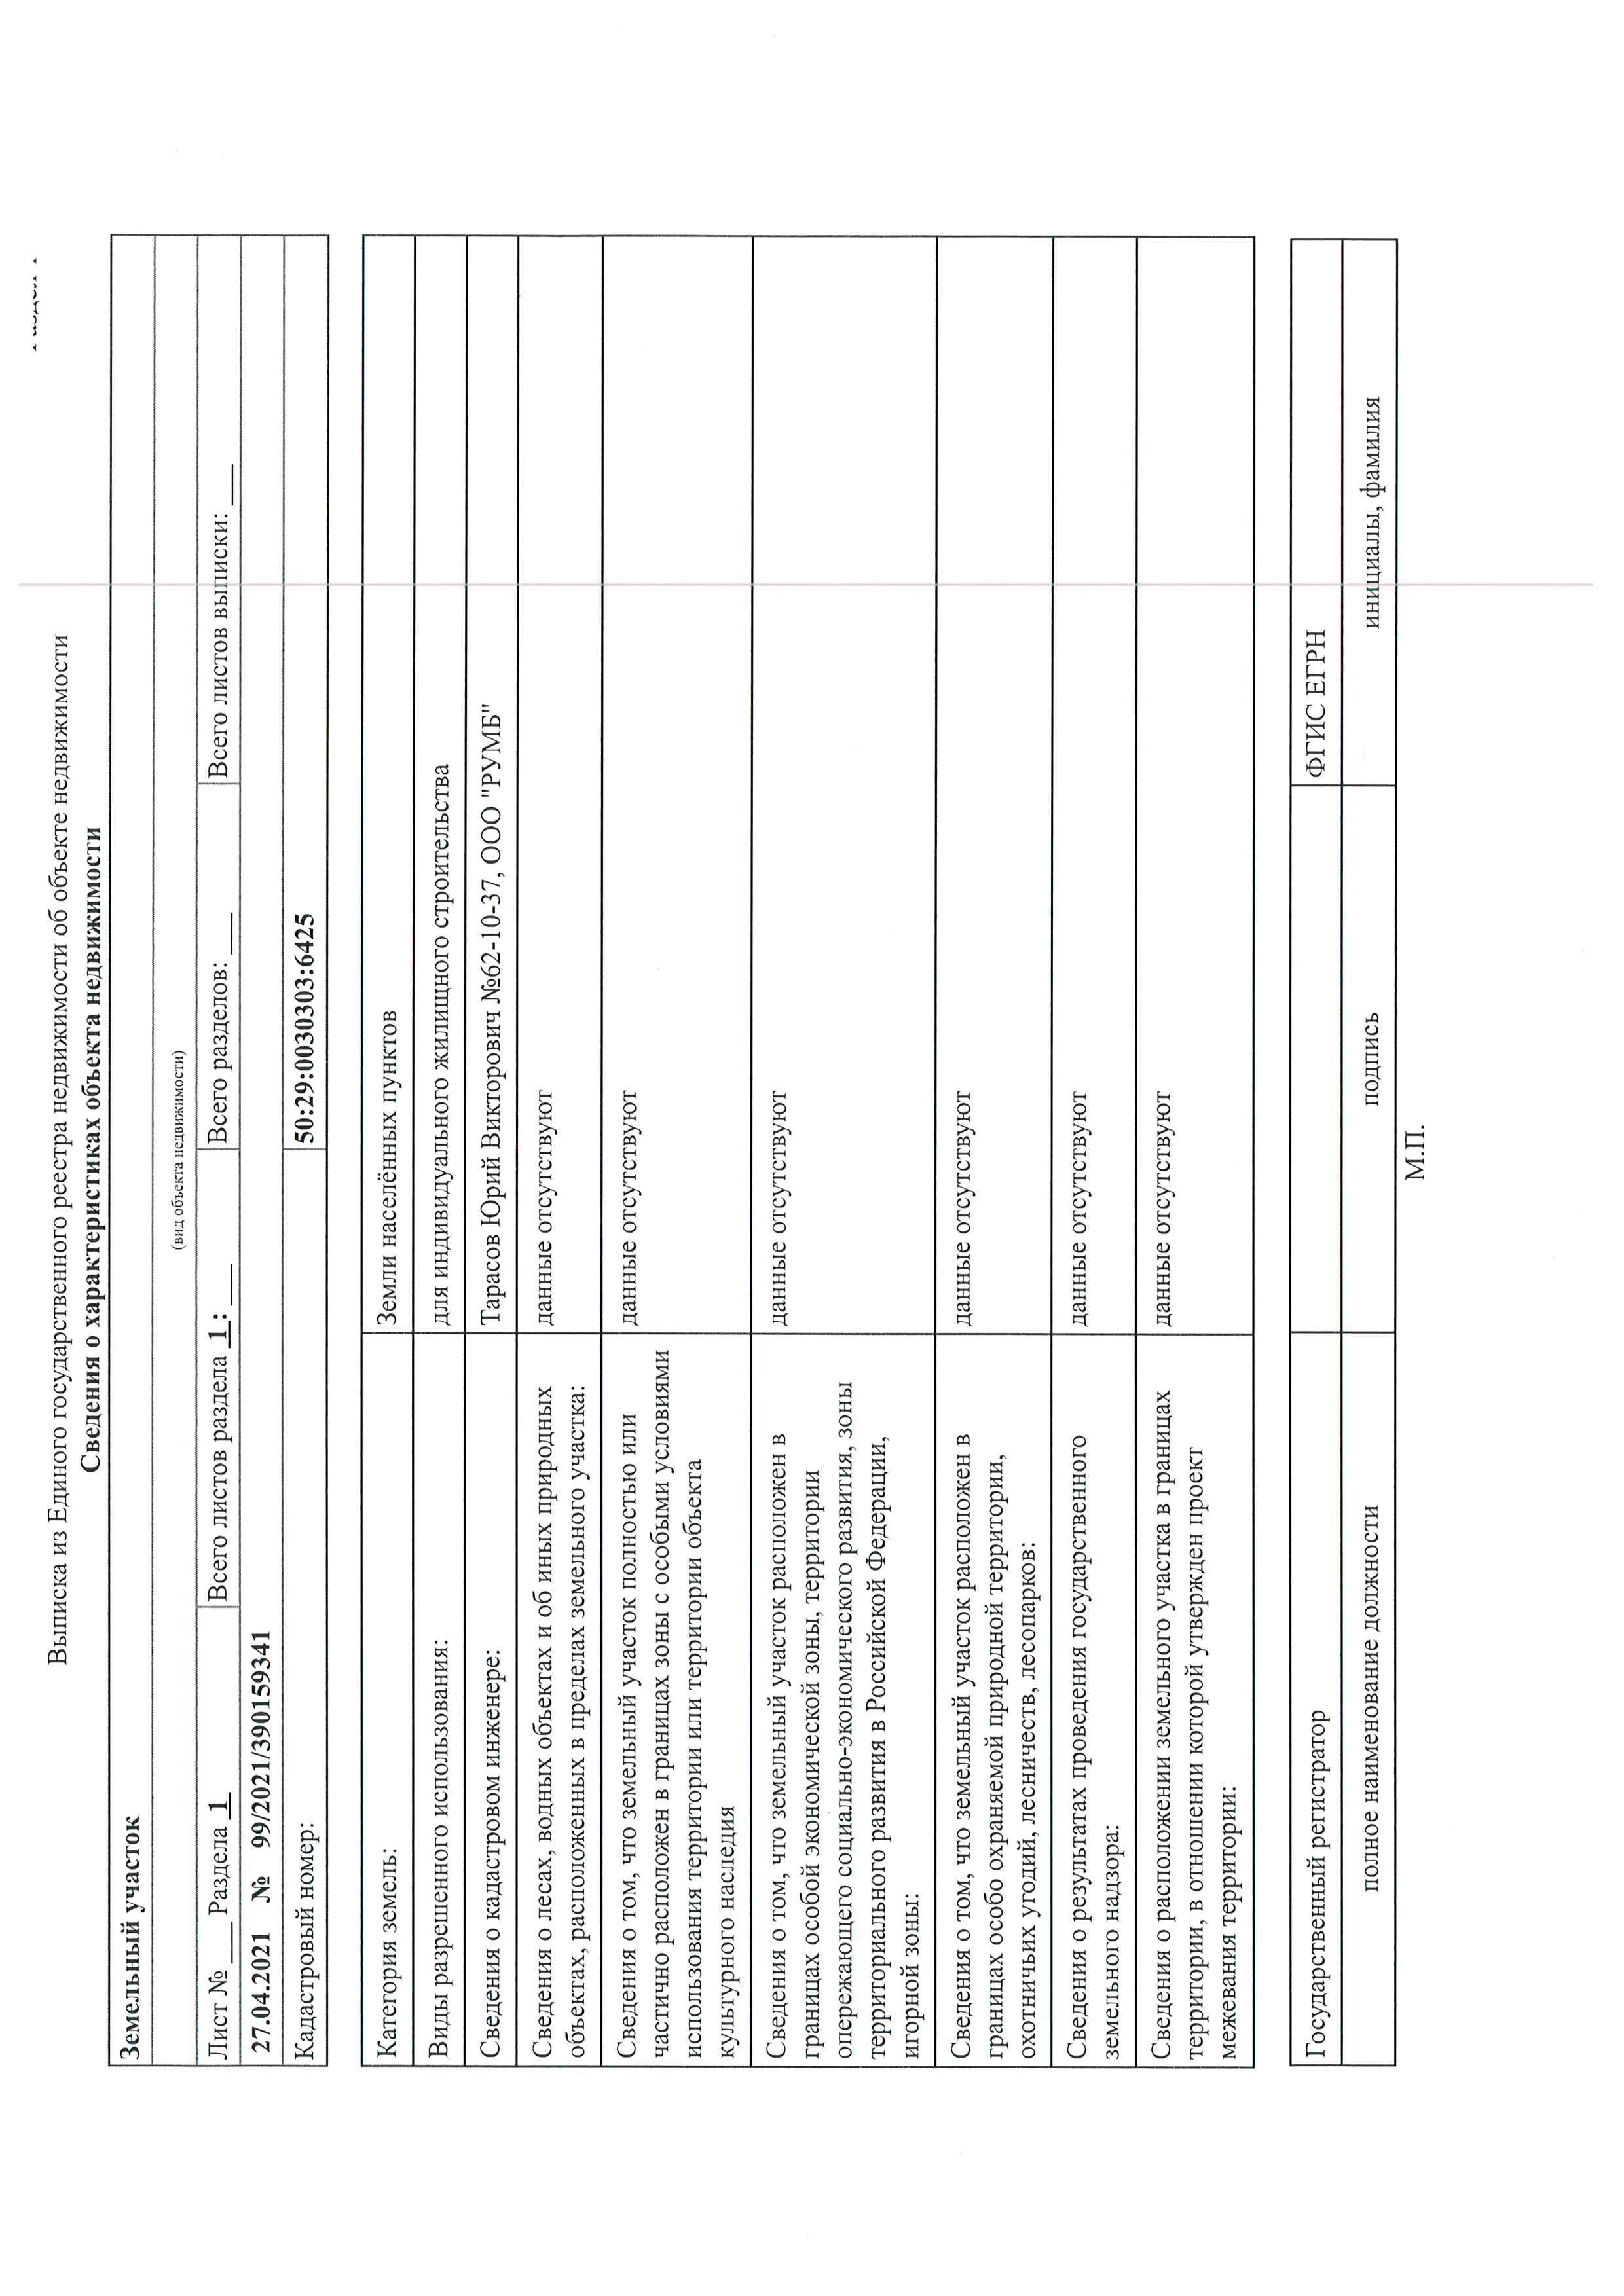 Выписка из Единого государственного реестра недвижимости об объекте недвижимости
Сведения о характеристиках объекта недвижимости
Земельный участок
(вид объекта недвижимости)
Лист № ___ Раздела 1 Всего листов раздела 1 : ___ Всего разделов: ___ Всего листов выписки: ___
27.04.2021 № 99/2021/390159341
Кадастровый номер: 50:29:0030303:6425
Категория земель: Земли населённых пунктов
Виды разрешенного использования: для индивидуального жилищного строительства
Сведения о кадастровом инженере: Тарасов Юрий Викторович №62-10-37, ООО "РУМБ"
Сведения о лесах, водных объектах и об иных природных
объектах, расположенных в пределах земельного участка:
данные отсутствуют
Сведения о том, что земельный участок полностью или
частично расположен в границах зоны с особыми условиями
использования территории или территории объекта
культурного наследия
данные отсутствуют
Сведения о том, что земельный участок расположен в
границах особой экономической зоны, территории
опережающего социально-экономического развития, зоны
территориального развития в Российской Федерации,
игорной зоны:
данные отсутствуют
Сведения о том, что земельный участок расположен в
границах особо охраняемой природной территории,
охотничьих угодий, лесничеств, лесопарков:
данные отсутствуют
Сведения о результатах проведения государственного
земельного надзора:
данные отсутствуют
Сведения о расположении земельного участка в границах
территории, в отношении которой утвержден проект
межевания территории:
данные отсутствуют
Государственный регистратор ФГИС ЕГРН
полное наименование должности подпись инициалы, фамилия
М.П.